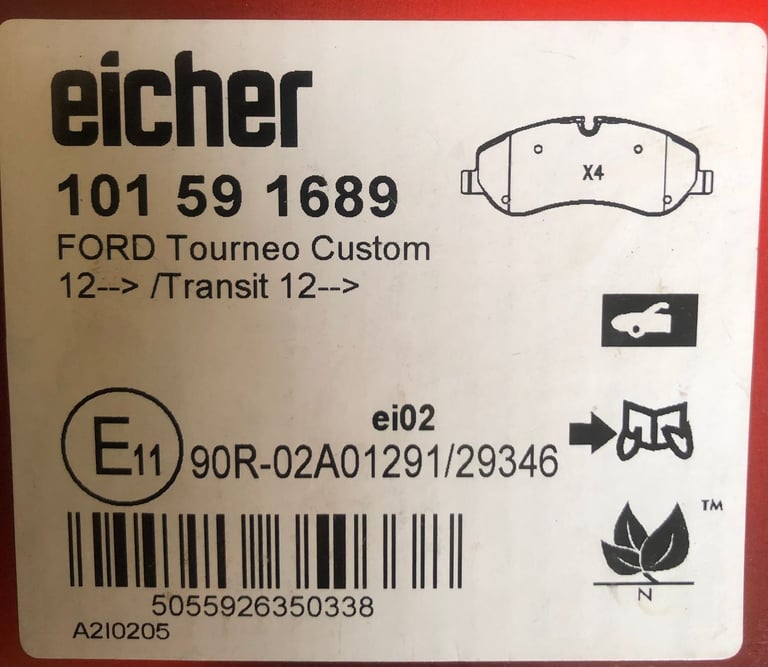 eicher
101 59 1689
FORD Tourneo Custom
12--> /Transit 12-->
X4
ei02
E11 90R-02A01291/29346
TM
N
5055926350338
A2I0205